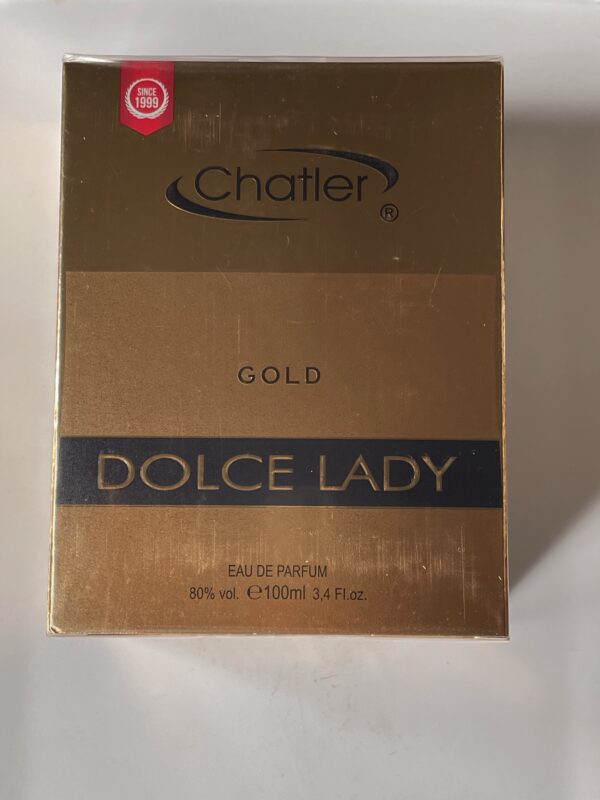 SINCE
1999
Chatler
®
GOLD
DOLCE LADY
EAU DE PARFUM
80% vol. ℮100ml 3,4 Fl.oz.